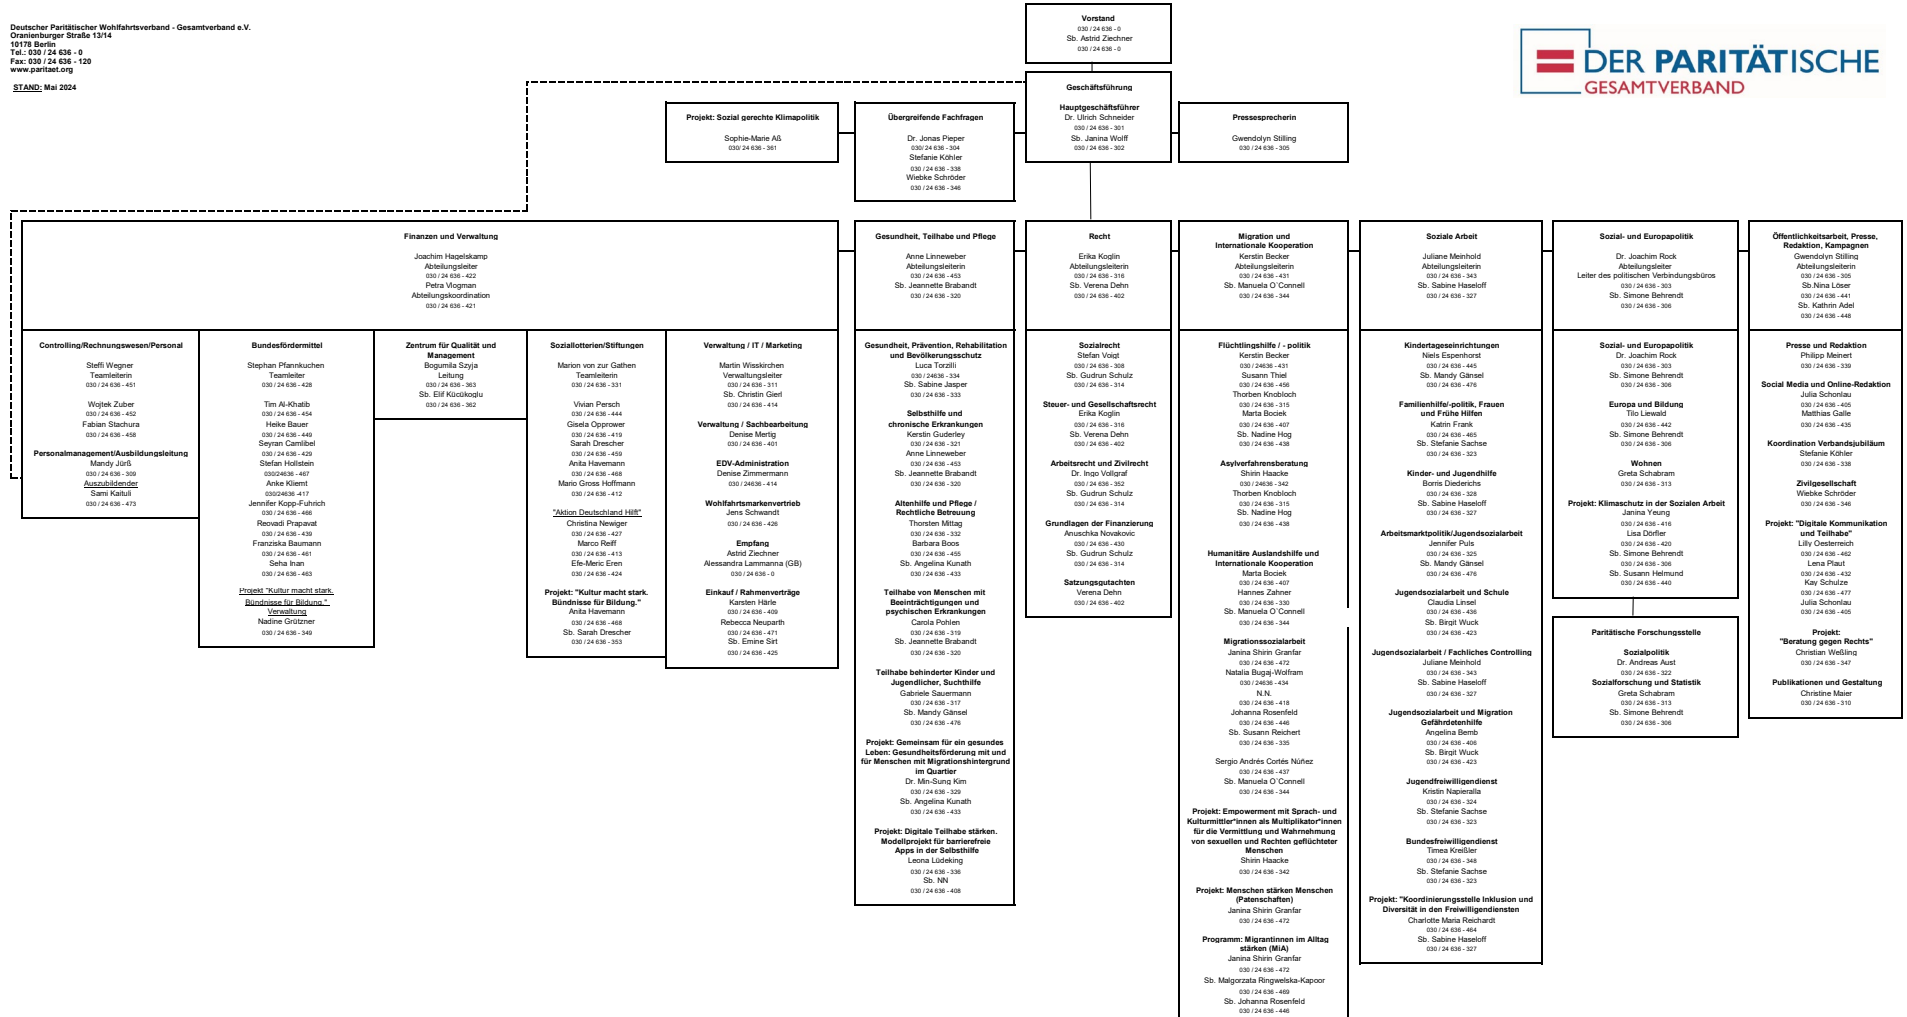 Deutscher Paritätischer Wohlfahrtsverband - Gesamtverband e.V.
Oranienburger Straße 13/14
10178 Berlin
Tel.: 030 / 24 636 - 0
Fax: 030 / 24 636 - 120
www.paritaet.org
STAND: Mai 2024
Vorstand
030 / 24 636 - 0
Sb. Astrid Ziechner
030 / 24 636 - 0
DER PARITÄTISCHE
GESAMTVERBAND
Geschäftsführung
Hauptgeschäftsführer
Dr. Ulrich Schneider
030 / 24 636 - 301
Sb. Janina Wolff
030 / 24 636 - 302
Projekt: Sozial gerechte Klimapolitik
Sophie-Marie Aß
030/ 24 636 - 361
Übergreifende Fachfragen
Dr. Jonas Pieper
030/ 24 636 - 304
Stefanie Köhler
030 / 24 636 - 338
Wiebke Schröder
030 / 24 636 - 346
Pressesprecherin
Gwendolyn Stilling
030 / 24 636 - 305
Finanzen und Verwaltung
Joachim Hagelskamp
Abteilungsleiter
030 / 24 636 - 422
Petra Vlogman
Abteilungskoordination
030 / 24 636 - 421
Gesundheit, Teilhabe und Pflege
Anne Linneweber
Abteilungsleiterin
030 / 24 636 - 453
Sb. Jeannette Brabandt
030 / 24 636 - 320
Recht
Erika Koglin
Abteilungsleiterin
030 / 24 636 - 316
Sb. Verena Dehn
030 / 24 636 - 402
Migration und
Internationale Kooperation
Kerstin Becker
Abteilungsleiterin
030 / 24 636 - 431
Sb. Manuela O`Connell
030 / 24 636 - 344
Soziale Arbeit
Juliane Meinhold
Abteilungsleiterin
030 / 24 636 - 343
Sb. Sabine Haseloff
030 / 24 636 - 327
Sozial- und Europapolitik
Dr. Joachim Rock
Abteilungsleiter
Leiter des politischen Verbindungsbüros
030 / 24 636 - 303
Sb. Simone Behrendt
030 / 24 636 - 306
Öffentlichkeitsarbeit, Presse,
Redaktion, Kampagnen
Gwendolyn Stilling
Abteilungsleiterin
030 / 24 636 - 305
Sb.Nina Löser
030 / 24 636 - 441
Sb. Kathrin Adel
030 / 24 636 - 448
Controlling/Rechnungswesen/Personal
Steffi Wegner
Teamleiterin
030 / 24 636 - 451
Wojtek Zuber
030 / 24 636 - 452
Fabian Stachura
030 / 24 636 - 458
Personalmanagement/Ausbildungsleitung
Mandy Jürß
030 / 24 636 - 309
Auszubildender
Sami Kaituli
030 / 24 636 - 473
Bundesfördermittel
Stephan Pfannkuchen
Teamleiter
030 / 24 636 - 428
Tim Al-Khatib
030 / 24 636 - 454
Heike Bauer
030 / 24 636 - 449
Seyran Camlibel
030 / 24 636 - 429
Stefan Hollstein
030/24636 - 467
Anke Kliemt
030/24636 -417
Jennifer Kopp-Fuhrich
030 / 24 636 - 466
Reovadi Prapavat
030 / 24 636 - 439
Franziska Baumann
030 / 24 636 - 461
Seha Inan
030 / 24 636 - 463
Projekt "Kultur macht stark.
Bündnisse für Bildung."
Verwaltung
Nadine Grützner
030 / 24 636 - 349
Zentrum für Qualität und
Management
Bogumila Szyja
Leitung
030 / 24 636 - 363
Sb. Elif Kücükoglu
030 / 24 636 - 362
Soziallotterien/Stiftungen
Marion von zur Gathen
Teamleiterin
030 / 24 636 - 331
Vivian Persch
030 / 24 636 - 444
Gisela Opprower
030 / 24 636 - 419
Sarah Drescher
030 / 24 636 - 459
Anita Havemann
030 / 24 636 - 468
Mario Gross Hoffmann
030 / 24 636 - 412
"Aktion Deutschland Hilft"
Christina Newiger
030 / 24 636 - 427
Marco Reiff
030 / 24 636 - 413
Efe-Meric Eren
030 / 24 636 - 424
Projekt: "Kultur macht stark.
Bündnisse für Bildung."
Anita Havemann
030 / 24 636 - 468
Sb. Sarah Drescher
030 / 24 636 - 353
Verwaltung / IT / Marketing
Martin Wisskirchen
Verwaltungsleiter
030 / 24 636 - 311
Sb. Christin Gierl
030 / 24 636 - 414
Verwaltung / Sachbearbeitung
Denise Mertig
030 / 24 636 - 401
EDV-Administration
Denise Zimmermann
030 / 24636 - 414
Wohlfahrtsmarkenvertrieb
Jens Schwandt
030 / 24 636 - 426
Empfang
Astrid Ziechner
Alessandra Lammanna (GB)
030 / 24 636 - 0
Einkauf / Rahmenverträge
Karsten Härle
030 / 24 636 - 409
Rebecca Neuparth
030 / 24 636 - 471
Sb. Emine Sirt
030 / 24 636 - 425
Gesundheit, Prävention, Rehabilitation
und Bevölkerungsschutz
Luca Torzilli
030 / 24636 - 334
Sb. Sabine Jasper
030 / 24 636 - 333
Selbsthilfe und
chronische Erkrankungen
Kerstin Guderley
030 / 24 636 - 321
Anne Linneweber
030 / 24 636 - 453
Sb. Jeannette Brabandt
030 / 24 636 - 320
Altenhilfe und Pflege /
Rechtliche Betreuung
Thorsten Mittag
030 / 24 636 - 332
Barbara Boos
030 / 24 636 - 455
Sb. Angelina Kunath
030 / 24 636 - 433
Teilhabe von Menschen mit
Beeinträchtigungen und
psychischen Erkrankungen
Carola Pohlen
030 / 24 636 - 319
Sb. Jeannette Brabandt
030 / 24 636 - 320
Teilhabe behinderter Kinder und
Jugendlicher, Suchthilfe
Gabriele Sauermann
030 / 24 636 - 317
Sb. Mandy Gänsel
030 / 24 636 - 476
Projekt: Gemeinsam für ein gesundes
Leben: Gesundheitsförderung mit und
für Menschen mit Migrationshintergrund
im Quartier
Dr. Min-Sung Kim
030 / 24 636 - 329
Sb. Angelina Kunath
030 / 24 636 - 433
Projekt: Digitale Teilhabe stärken.
Modellprojekt für barrierefreie
Apps in der Selbsthilfe
Leona Lüdeking
030 / 24 636 - 336
Sb. NN
030 / 24 636 - 408
Sozialrecht
Stefan Voigt
030 / 24 636 - 308
Sb. Gudrun Schulz
030 / 24 636 - 314
Steuer- und Gesellschaftsrecht
Erika Koglin
030 / 24 636 - 316
Sb. Verena Dehn
030 / 24 636 - 402
Arbeitsrecht und Zivilrecht
Dr. Ingo Vollgraf
030 / 24 636 - 352
Sb. Gudrun Schulz
030 / 24 636 - 314
Grundlagen der Finanzierung
Anuschka Novakovic
030 / 24 636 - 430
Sb. Gudrun Schulz
030 / 24 636 - 314
Satzungsgutachten
Verena Dehn
030 / 24 636 - 402
Flüchtlingshilfe / - politik
Kerstin Becker
030 / 24636 - 431
Susann Thiel
030 / 24 636 - 456
Thorben Knobloch
030 / 24 636 - 315
Marta Bociek
030 / 24 636 - 407
Sb. Nadine Hog
030 / 24 636 - 438
Asylverfahrensberatung
Shirin Haacke
030 / 24636 - 342
Thorben Knobloch
030 / 24 636 - 315
Sb. Nadine Hog
030 / 24 636 - 438
Humanitäre Auslandshilfe und
Internationale Kooperation
Marta Bociek
030 / 24 636 - 407
Hannes Zahner
030 / 24 636 - 330
Sb. Manuela O`Connell
030 / 24 636 - 344
Migrationssozialarbeit
Janina Shirin Granfar
030 / 24 636 - 472
Natalia Bugaj-Wolfram
030 / 24636 - 434
N.N.
030 / 24 636 - 418
Johanna Rosenfeld
030 / 24 636 - 446
Sb. Susann Reichert
030 / 24 636 - 335
Sergio Andrés Cortés Núñez
030 / 24 636 - 437
Sb. Manuela O`Connell
030 / 24 636 - 344
Projekt: Empowerment mit Sprach- und
Kulturmittler*innen als Multiplikator*innen
für die Vermittlung und Wahrnehmung
von sexuellen und Rechten geflüchteter
Menschen
Shirin Haacke
030 / 24 636 - 342
Projekt: Menschen stärken Menschen
(Patenschaften)
Janina Shirin Granfar
030 / 24 636 - 472
Programm: Migrantinnen im Alltag
stärken (MiA)
Janina Shirin Granfar
030 / 24 636 - 472
Sb. Malgorzata Ringwelska-Kapoor
030 / 24 636 - 469
Sb. Johanna Rosenfeld
030 / 24 636 - 446
Kindertageseinrichtungen
Niels Espenhorst
030 / 24 636 - 445
Sb. Mandy Gänsel
030 / 24 636 - 476
Familienhilfe/-politik, Frauen
und Frühe Hilfen
Katrin Frank
030 / 24 636 - 465
Sb. Stefanie Sachse
030 / 24 636 - 323
Kinder- und Jugendhilfe
Borris Diederichs
030 / 24 636 - 328
Sb. Sabine Haseloff
030 / 24 636 - 327
Arbeitsmarktpolitik/Jugendsozialarbeit
Jennifer Puls
030 / 24 636 - 325
Sb. Mandy Gänsel
030 / 24 636 - 476
Jugendsozialarbeit und Schule
Claudia Linsel
030 / 24 636 - 436
Sb. Birgit Wuck
030 / 24 636 - 423
Jugendsozialarbeit / Fachliches Controlling
Juliane Meinhold
030 / 24 636 - 343
Sb. Sabine Haseloff
030 / 24 636 - 327
Jugendsozialarbeit und Migration
Gefährdetenhilfe
Angelina Bemb
030 / 24 636 - 406
Sb. Birgit Wuck
030 / 24 636 - 423
Jugendfreiwilligendienst
Kristin Napieralla
030 / 24 636 - 324
Sb. Stefanie Sachse
030 / 24 636 - 323
Bundesfreiwilligendienst
Timea Kreißler
030 / 24 636 - 348
Sb. Stefanie Sachse
030 / 24 636 - 323
Projekt: "Koordinierungsstelle Inklusion und
Diversität in den Freiwilligendiensten
Charlotte Maria Reichardt
030 / 24 636 - 464
Sb. Sabine Haseloff
030 / 24 636 - 327
Sozial- und Europapolitik
Dr. Joachim Rock
030 / 24 636 - 303
Sb. Simone Behrendt
030 / 24 636 - 306
Europa und Bildung
Tilo Liewald
030 / 24 636 - 442
Sb. Simone Behrendt
030 / 24 636 - 306
Wohnen
Greta Schabram
030 / 24 636 - 313
Projekt: Klimaschutz in der Sozialen Arbeit
Janina Yeung
030 / 24 636 - 416
Lisa Dörfler
030 / 24 636 - 420
Sb. Simone Behrendt
030 / 24 636 - 306
Sb. Susann Helmund
030 / 24 636 - 440
Paritätische Forschungsstelle
Sozialpolitik
Dr. Andreas Aust
030 / 24 636 - 322
Sozialforschung und Statistik
Greta Schabram
030 / 24 636 - 313
Sb. Simone Behrendt
030 / 24 636 - 306
Presse und Redaktion
Philipp Meinert
030 / 24 636 - 339
Social Media und Online-Redaktion
Julia Schonlau
030 / 24 636 - 405
Matthias Galle
030 / 24 636 - 435
Koordination Verbandsjubiläum
Stefanie Köhler
030 / 24 636 - 338
Zivilgesellschaft
Wiebke Schröder
030 / 24 636 - 346
Projekt: "Digitale Kommunikation
und Teilhabe"
Lilly Oesterreich
030 / 24 636 - 462
Lena Plaut
030 / 24 636 - 432
Kay Schulze
030 / 24 636 - 477
Julia Schonlau
030 / 24 636 - 405
Projekt:
"Beratung gegen Rechts"
Christian Weßling
030 / 24 636 - 347
Publikationen und Gestaltung
Christine Maier
030 / 24 636 - 310